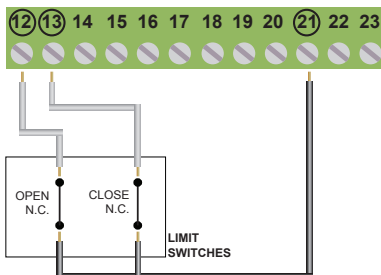 12 13 14 15 16 17 18 19 20 21 22 23
OPEN
N.C.
CLOSE
N.C.
LIMIT
SWITCHES